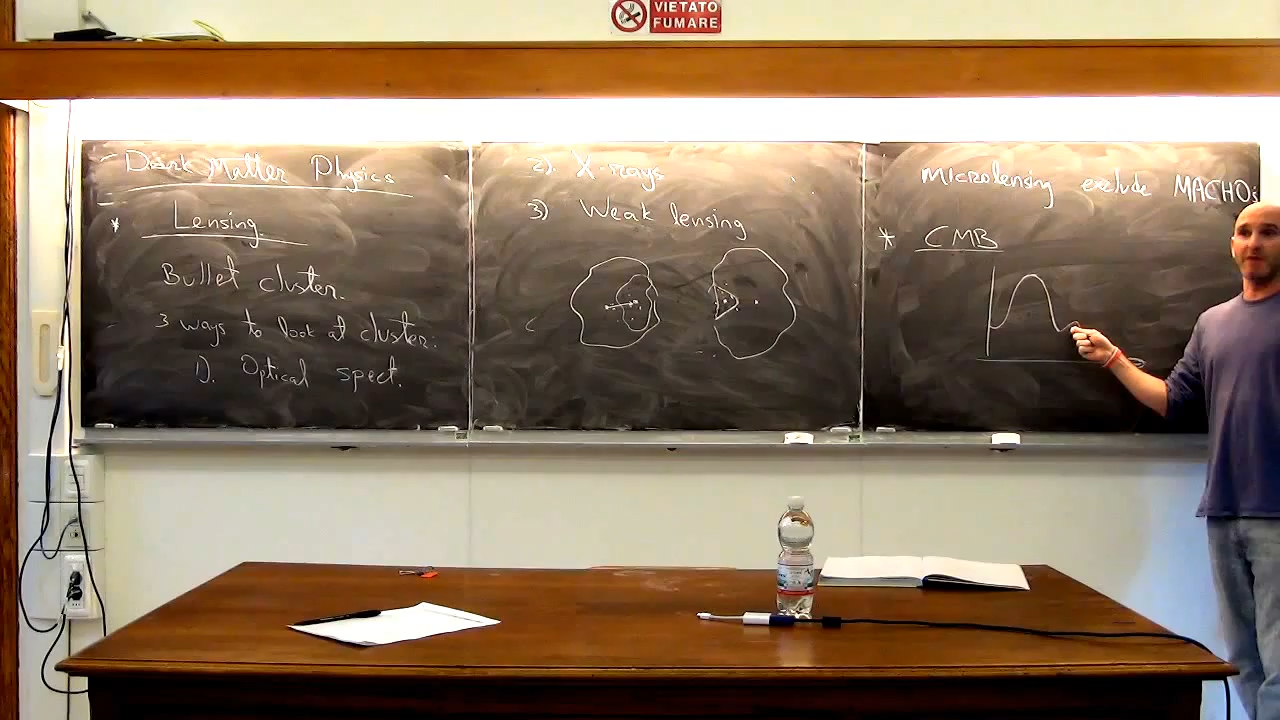 VIETATO
FUMARE
Dark Matter Physics
* Lensing
Bullet cluster.
3 ways to look at cluster:
1). Optical spect.
2). X-rays
3) Weak lensing
Microlensing exclude MACHOs
* CMB